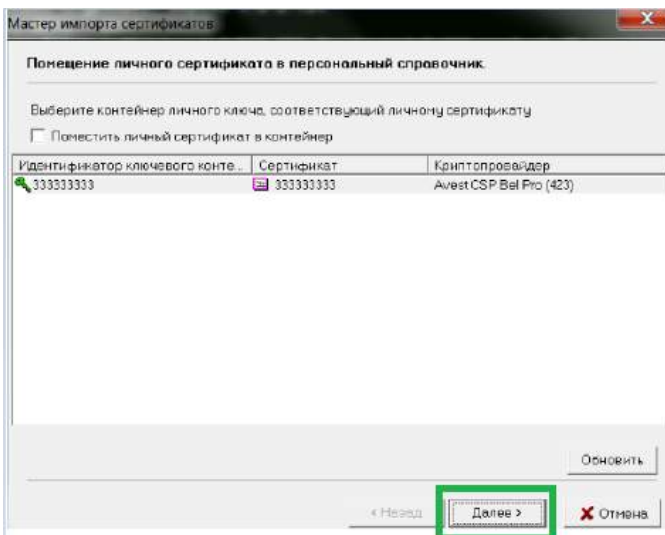 Мастер импорта сертификатов
Помещение личного сертификата в персональный справочник.
Выберите контейнер личного ключа, соответствующий личному сертификату
Поместить личный сертификат в контейнер
Идентификатор ключевого конте... Сертификат Криптопровайдер
333333333 333333333 Avest CSP Bel Pro (423)
Обновить
< Назад Далее > Отмена